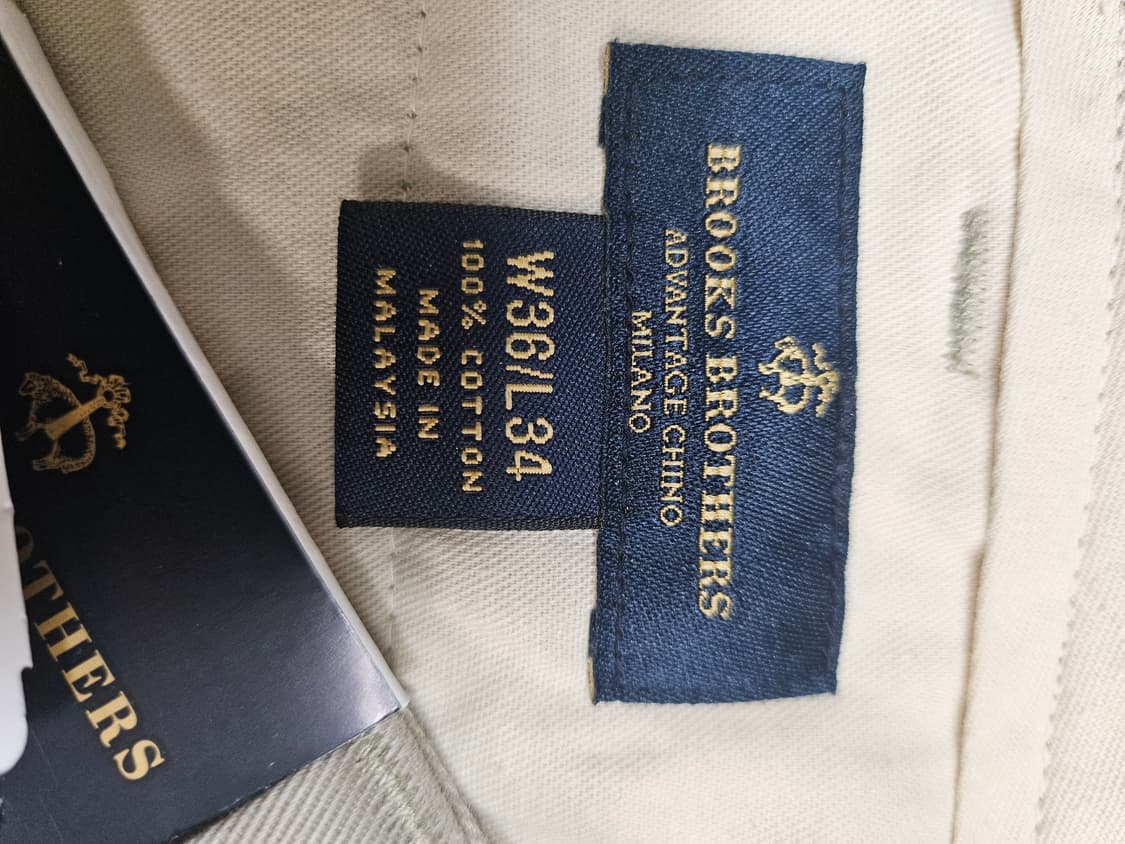 BROOKS BROTHERS
ADVANTAGE CHINO
MILANO
W36/L34
100% COTTON
MADE IN
MALAYSIA
OTHERS